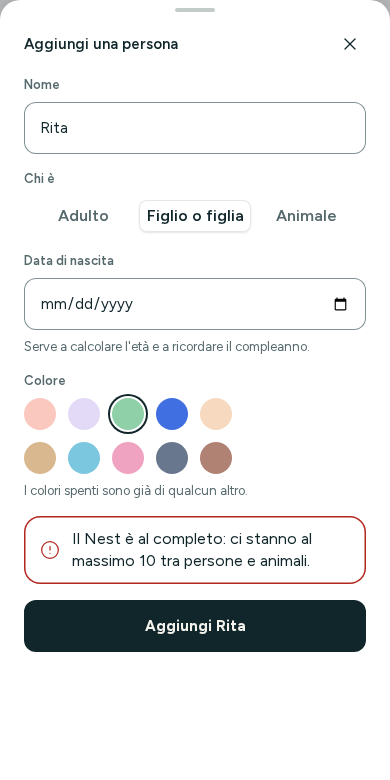 Aggiungi una persona
Nome
Rita
Chi è
Adulto
Figlio o figlia
Animale
Data di nascita
mm/dd/yyyy
Serve a calcolare l'età e a ricordare il compleanno.
Colore
I colori spenti sono già di qualcun altro.
Il Nest è al completo: ci stanno al
massimo 10 tra persone e animali.
Aggiungi Rita